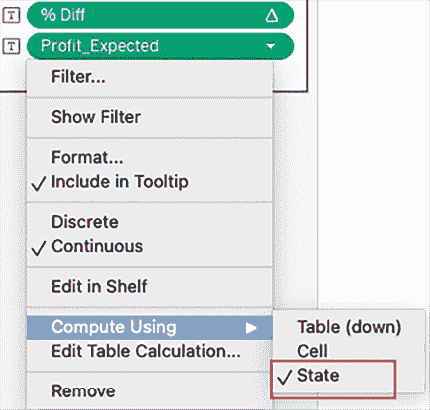 T % Diff Δ
T Profit_Expected
Filter...
Show Filter
Format...
✓ Include in Tooltip
Discrete
✓ Continuous
Edit in Shelf
Compute Using
Table (down)
Edit Table Calculation...
Cell
✓ State
Remove